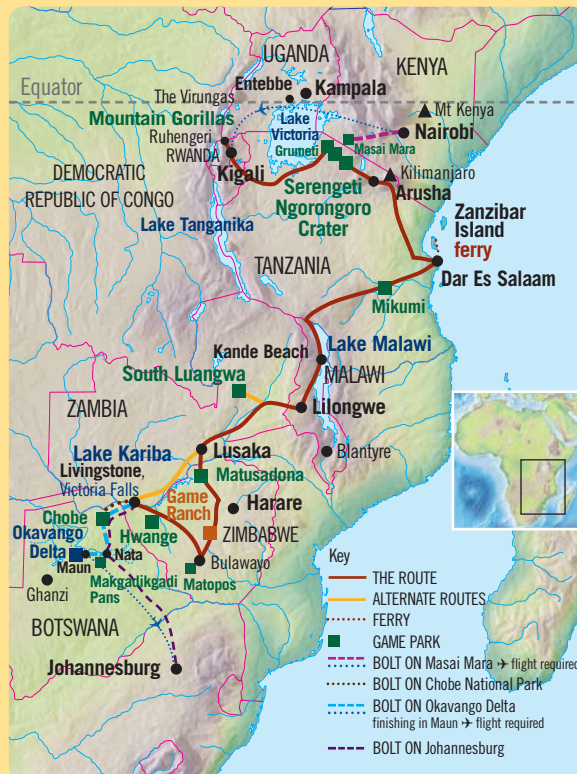 UGANDA
KENYA
Entebbe
Kampala
Equator
The Virungas
Mt Kenya
Mountain Gorillas
Lake
Victoria
Nairobi
Ruhengeri
Grumeti
Masai Mara
RWANDA
Kigali
Kilimanjaro
DEMOCRATIC
REPUBLIC OF CONGO
Serengeti
Ngorongoro
Crater
Arusha
Lake Tanganika
Zanzibar
Island
ferry
TANZANIA
Dar Es Salaam
Mikumi
Kande Beach
Lake Malawi
MALAWI
South Luangwa
ZAMBIA
Lilongwe
Lake Kariba
Lusaka
Blantyre
Livingstone,
Victoria Falls
Matusadona
Game
Ranch
Harare
Chobe
Hwange
ZIMBABWE
Okavango
Delta
Nata
Maun
Bulawayo
Makgadikgadi
Pans
Matopos
Ghanzi
BOTSWANA
Johannesburg
Key
THE ROUTE
ALTERNATE ROUTES
FERRY
GAME PARK
BOLT ON Masai Mara ✈ flight required
BOLT ON Chobe National Park
BOLT ON Okavango Delta
finishing in Maun ✈ flight required
BOLT ON Johannesburg